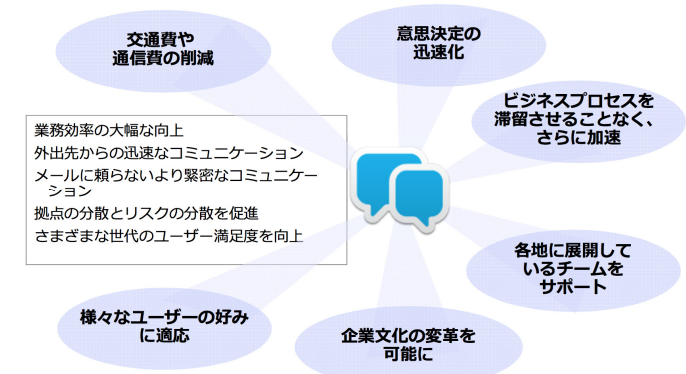 交通費や
通信費の削減
意思決定の
迅速化
ビジネスプロセスを
滞留させることなく、
さらに加速
業務効率の大幅な向上
外出先からの迅速なコミュニケーション
メールに頼らないより緊密なコミュニケー
ション
拠点の分散とリスクの分散を促進
さまざまな世代のユーザー満足度を向上
各地に展開して
いるチームを
サポート
様々なユーザーの好み
に適応
企業文化の変革を
可能に